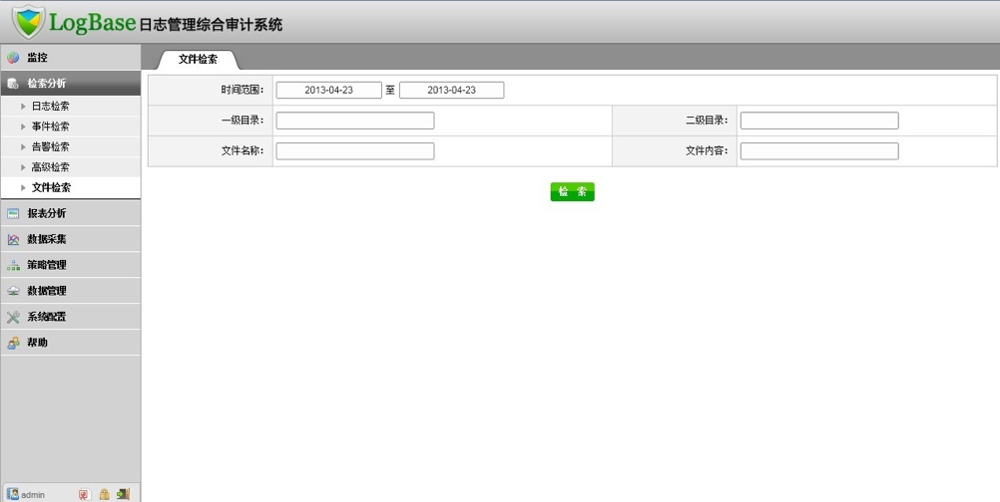 LogBase日志管理综合审计系统
监控
检索分析
日志检索
事件检索
告警检索
高级检索
文件检索
报表分析
数据采集
策略管理
数据管理
系统配置
帮助
admin
文件检索
时间范围： 2013-04-23 至 2013-04-23
一级目录： 二级目录：
文件名称： 文件内容：
检 索